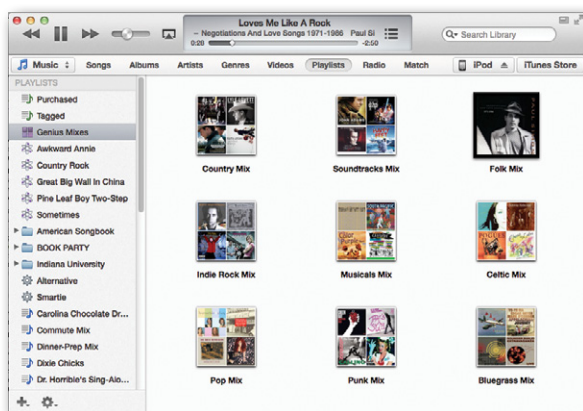 Loves Me Like A Rock
– Negotiations And Love Songs 1971-1986 Paul Si
0:20 -2:50
Search Library
Music Songs Albums Artists Genres Videos Playlists Radio Match iPod iTunes Store
PLAYLISTS
Purchased
Tagged
Genius Mixes
Awkward Annie
Country Rock
Great Big Wall In China
Pine Leaf Boy Two-Step
Sometimes
American Songbook
BOOK PARTY
Indiana University
Alternative
Smartie
Carolina Chocolate Dr...
Commute Mix
Dinner-Prep Mix
Dixie Chicks
Dr. Horrible's Sing-Alo...
Country Mix Soundtracks Mix Folk Mix
Indie Rock Mix Musicals Mix Celtic Mix
Pop Mix Punk Mix Bluegrass Mix